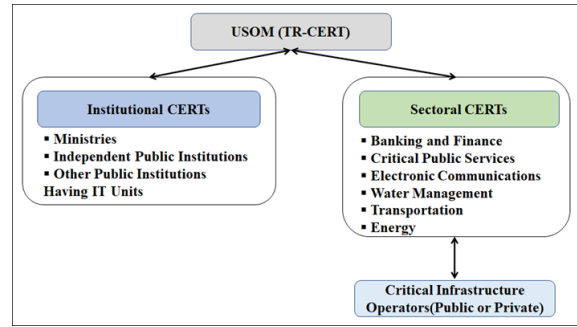 USOM (TR-CERT)
Institutional CERTs
▪ Ministries
▪ Independent Public Institutions
▪ Other Public Institutions
Having IT Units
Sectoral CERTs
▪ Banking and Finance
▪ Critical Public Services
▪ Electronic Communications
▪ Water Management
▪ Transportation
▪ Energy
Critical Infrastructure
Operators(Public or Private)